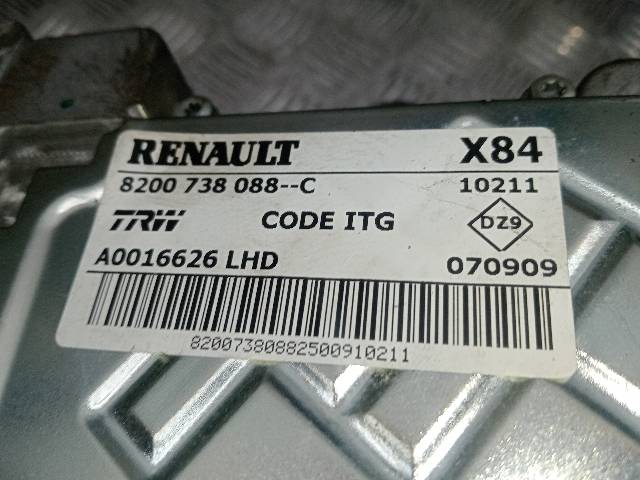 RENAULT X84
8200 738 088--C 10211
TRW CODE ITG DZ9
A0016626 LHD 070909
82007380882500910211